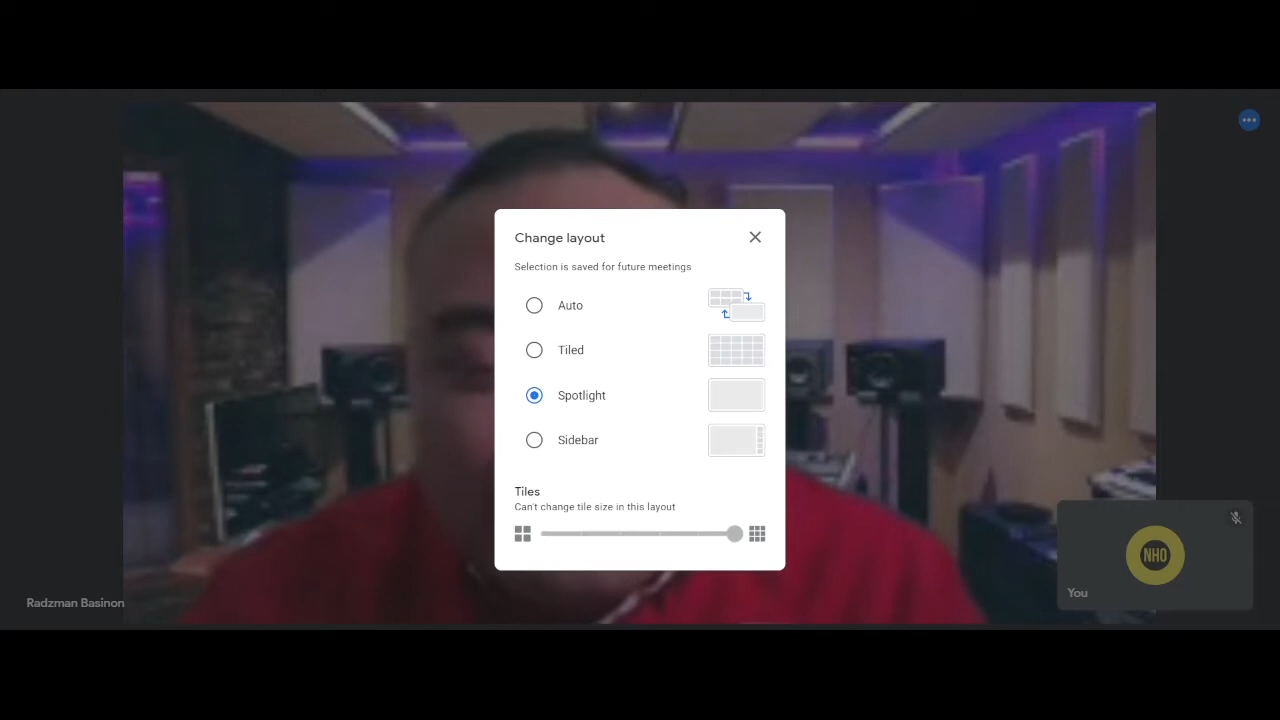 Change layout
Selection is saved for future meetings
Auto
Tiled
Spotlight
Sidebar
Tiles
Can't change tile size in this layout
NHO
You
Radzman Basinon